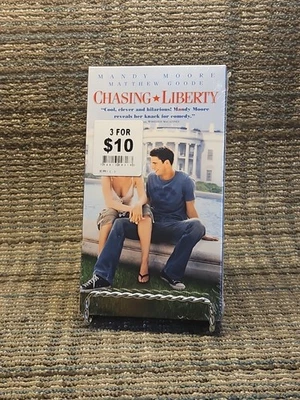 MANDY MOORE
MATTHEW GOODE
CHASING★LIBERTY
"Cool, clever and hilarious! Mandy Moore
reveals her knack for comedy."
3 FOR
$10